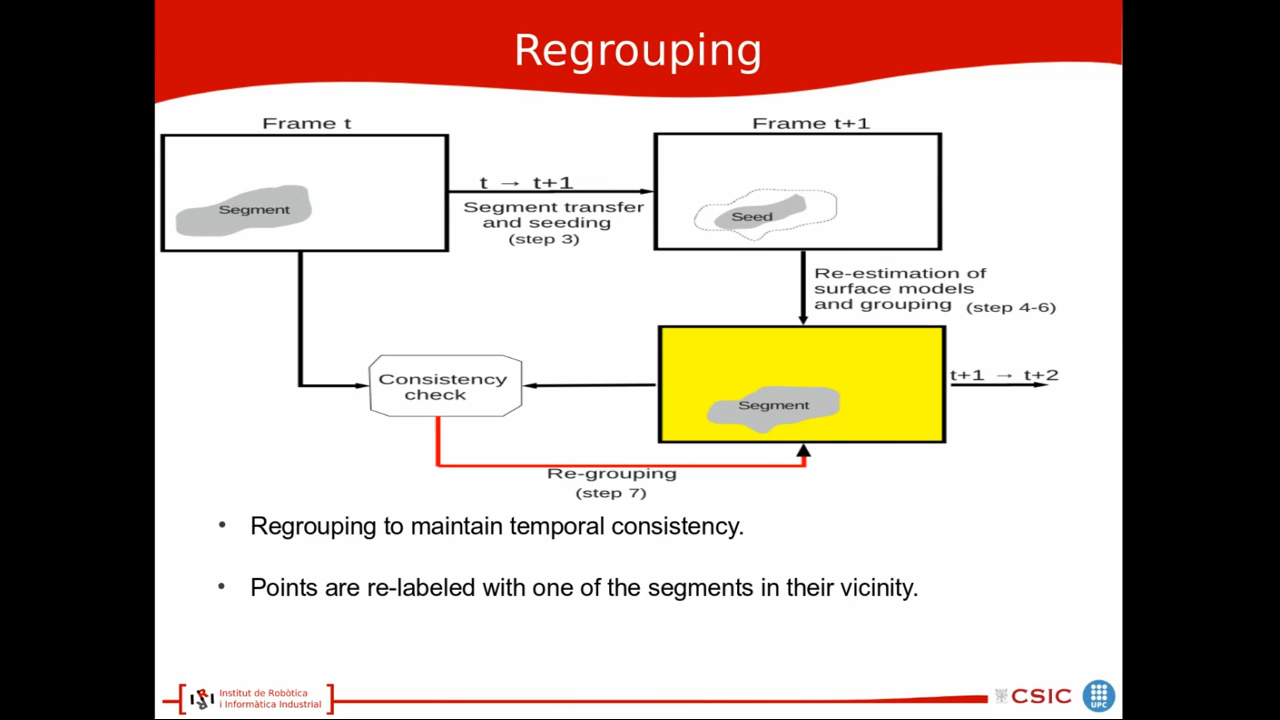 Regrouping
Frame t
Frame t+1
Segment
t → t+1
Segment transfer
and seeding
(step 3)
Seed
Re-estimation of
surface models
and grouping (step 4-6)
Consistency
check
Segment
t+1 → t+2
Re-grouping
(step 7)
• Regrouping to maintain temporal consistency.
• Points are re-labeled with one of the segments in their vicinity.
IRI
Institut de Robòtica
i Informàtica Industrial
CSIC
UPC